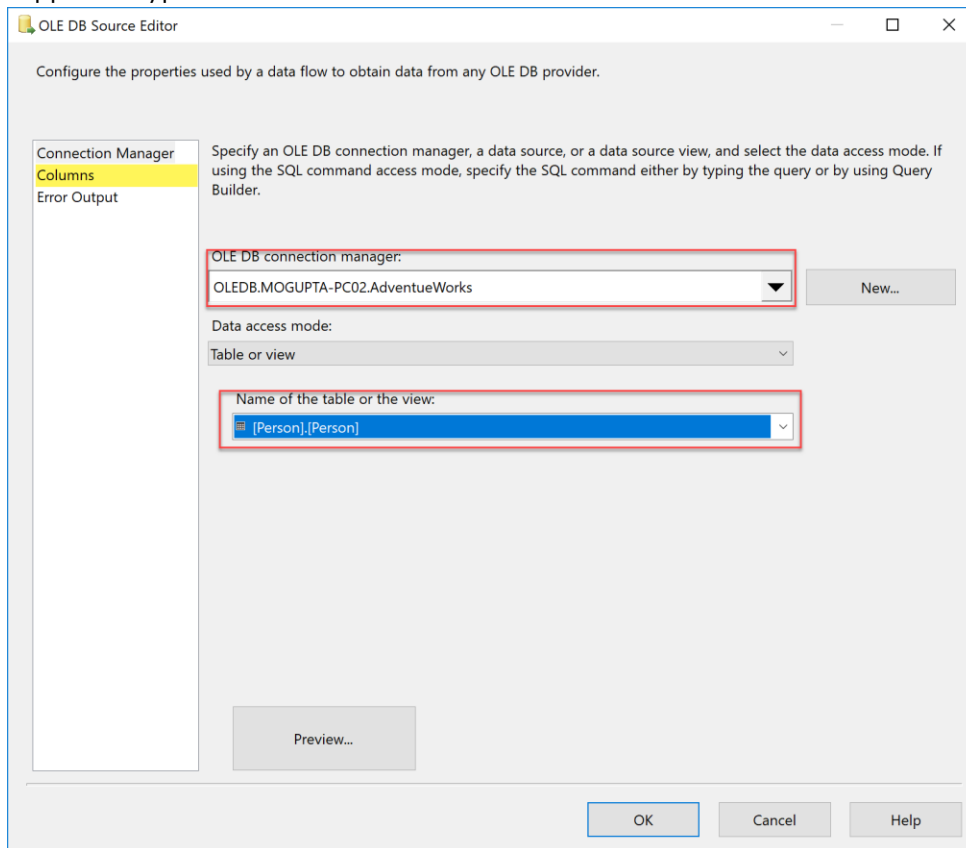 OLE DB Source Editor
Configure the properties used by a data flow to obtain data from any OLE DB provider.
Connection Manager
Columns
Error Output
Specify an OLE DB connection manager, a data source, or a data source view, and select the data access mode. If
using the SQL command access mode, specify the SQL command either by typing the query or by using Query
Builder.
OLE DB connection manager:
OLEDB.MOGUPTA-PC02.AdventueWorks
New...
Data access mode:
Table or view
Name of the table or the view:
[Person].[Person]
Preview...
OK
Cancel
Help